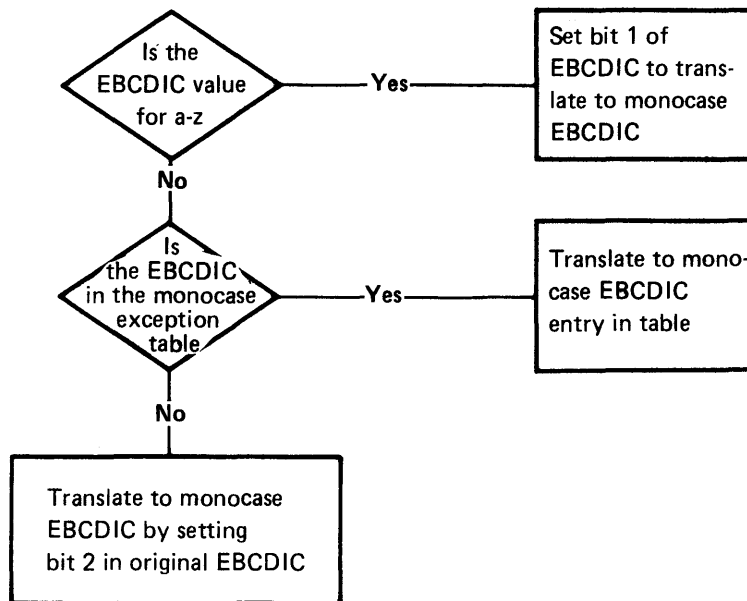 Is the
EBCDIC value
for a-z
Yes
Set bit 1 of
EBCDIC to trans-
late to monocase
EBCDIC
No
Is
the EBCDIC
in the monocase
exception
table
Yes
Translate to mono-
case EBCDIC
entry in table
No
Translate to monocase
EBCDIC by setting
bit 2 in original EBCDIC